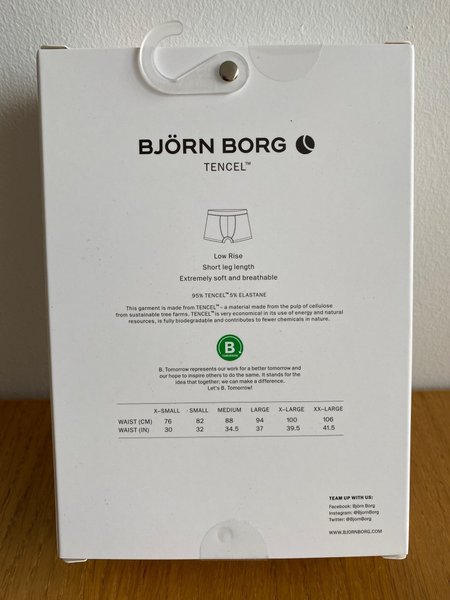 BJÖRN BORG
TENCEL™
Low Rise
Short leg length
Extremely soft and breathable
95% TENCEL™ 5% ELASTANE
This garment is made from TENCEL™ – a material made from the pulp of cellulose
from sustainable tree farms. TENCEL™ is very economical in its use of energy and natural
resources, is fully biodegradable and contributes to fewer chemicals in nature.
B.
TOMORROW
B. Tomorrow represents our work for a better tomorrow and
our hope to inspire others to do the same. It stands for the
idea that together; we can make a difference.
Let's B. Tomorrow!
X-SMALL SMALL MEDIUM LARGE X-LARGE XX-LARGE
WAIST (CM) 76 82 88 94 100 106
WAIST (IN) 30 32 34.5 37 39.5 41.5
TEAM UP WITH US:
Facebook: Björn Borg
Instagram: @BjornBorg
Twitter: @BjornBorg
WWW.BJORNBORG.COM